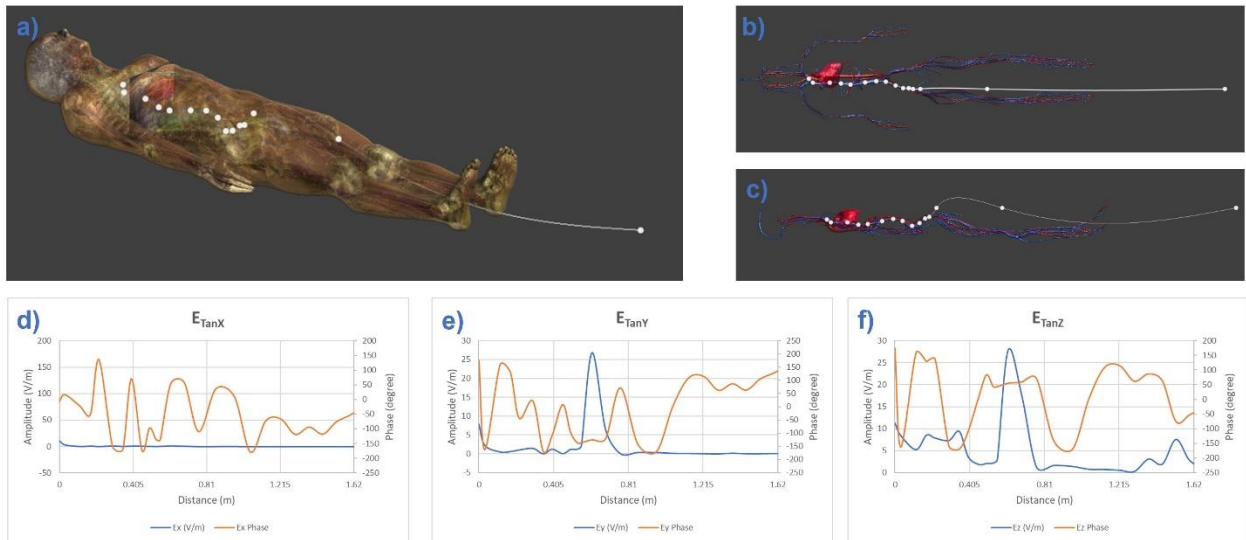 a)
b)
c)
d)
E_TanX
Amplitude (V/m)
200
150
100
50
0
-50
Phase (degree)
200
150
100
50
0
-50
-100
-150
-200
-250
0
0.405
0.81
1.215
1.62
Distance (m)
Ex (V/m)
Ex Phase
e)
E_TanY
Amplitude (V/m)
30
25
20
15
10
5
0
Phase (degree)
250
200
150
100
50
0
-50
-100
-150
-200
-250
0
0.405
0.81
1.215
1.62
Distance (m)
Ey (V/m)
Ey Phase
f)
E_TanZ
Amplitude (V/m)
30
25
20
15
10
5
0
Phase (degree)
200
150
100
50
0
-50
-100
-150
-200
-250
0
0.405
0.81
1.215
1.62
Distance (m)
Ez (V/m)
Ez Phase